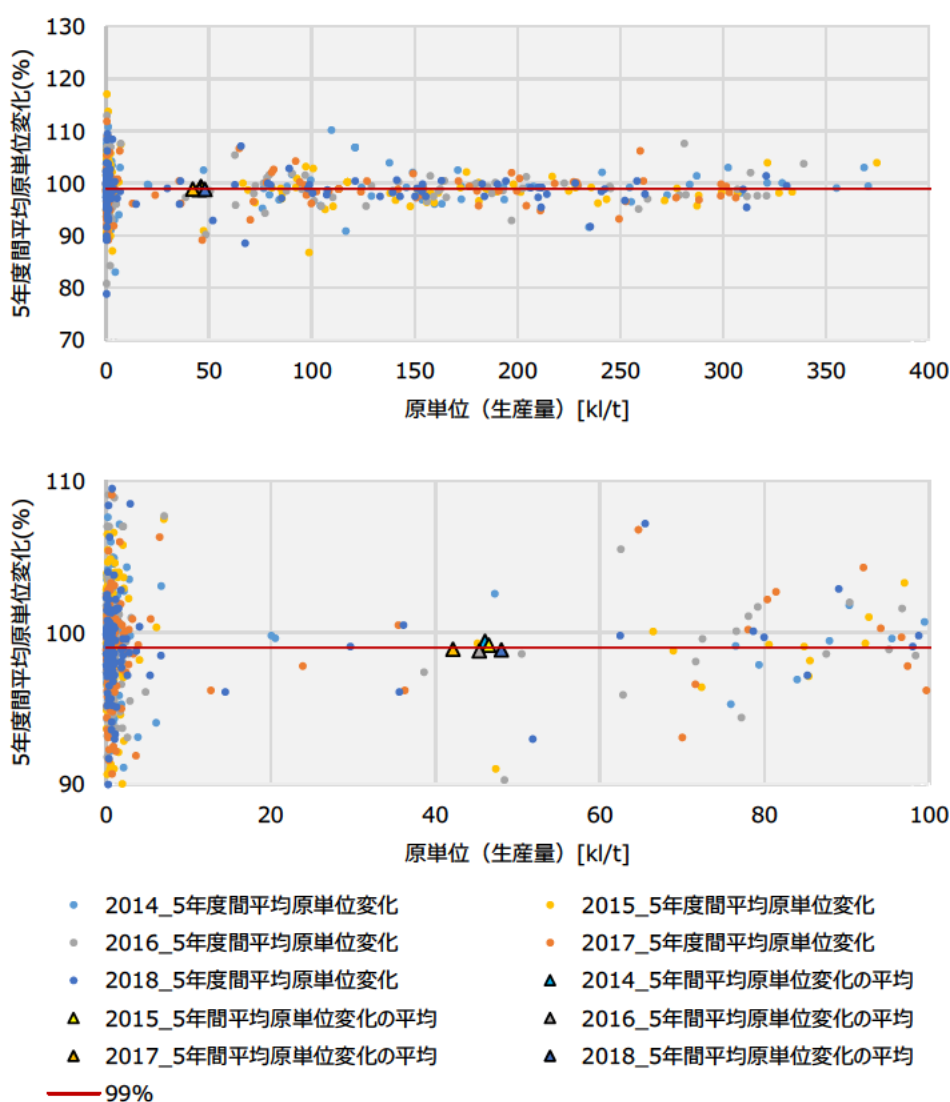 5年度間平均原単位変化(%)
130
120
110
100
90
80
70
0 50 100 150 200 250 300 350 400
原単位（生産量）[kl/t]
5年度間平均原単位変化(%)
110
100
90
0 20 40 60 80 100
原単位（生産量）[kl/t]
2014_5年度間平均原単位変化 2015_5年度間平均原単位変化
2016_5年度間平均原単位変化 2017_5年度間平均原単位変化
2018_5年度間平均原単位変化 2014_5年間平均原単位変化の平均
2015_5年間平均原単位変化の平均 2016_5年間平均原単位変化の平均
2017_5年間平均原単位変化の平均 2018_5年間平均原単位変化の平均
99%